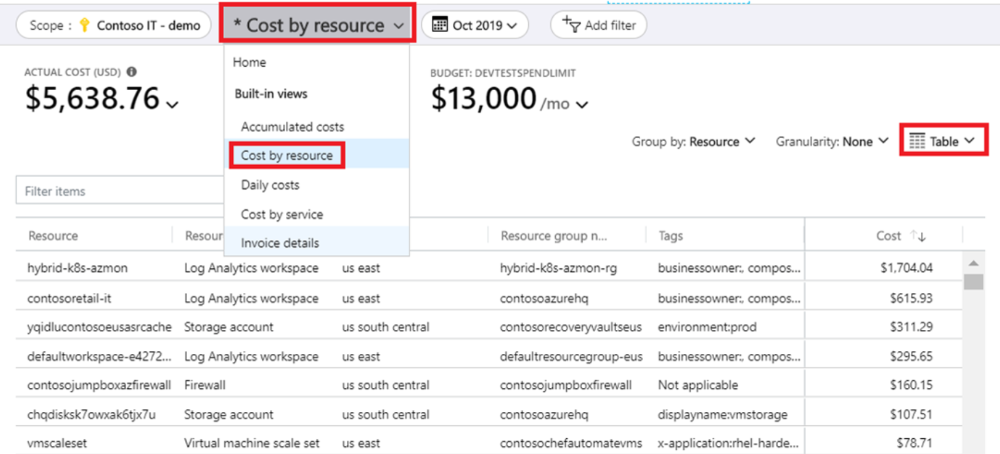 Scope : Contoso IT - demo * Cost by resource Oct 2019 Add filter
Home
ACTUAL COST (USD) BUDGET: DEVTESTSPENDLIMIT
$5,638.76 Built-in views $13,000 /mo
Accumulated costs
Group by: Resource Granularity: None Table
Cost by resource
Daily costs
Filter items
Cost by service
Resource Resour Resource group n... Tags Cost
Invoice details
hybrid-k8s-azmon Log Analytics workspace us east hybrid-k8s-azmon-rg businessowner:, compos... $1,704.04
contosoretail-it Log Analytics workspace us east contosoazurehq businessowner:, compos... $615.93
yqidlucontosoeusasrcache Storage account us south central contosorecoveryvaultseus environment:prod $311.29
defaultworkspace-e4272... Log Analytics workspace us east defaultresourcegroup-eus businessowner:, compos... $295.65
contosojumpboxazfirewall Firewall us south central contosojumpboxfirewall Not applicable $160.15
chqdisksk7owxak6tjx7u Storage account us south central contosoazurehq displayname:vmstorage $107.51
vmscaleset Virtual machine scale set us east contosochefautomatevms x-application:rhel-harde... $78.71